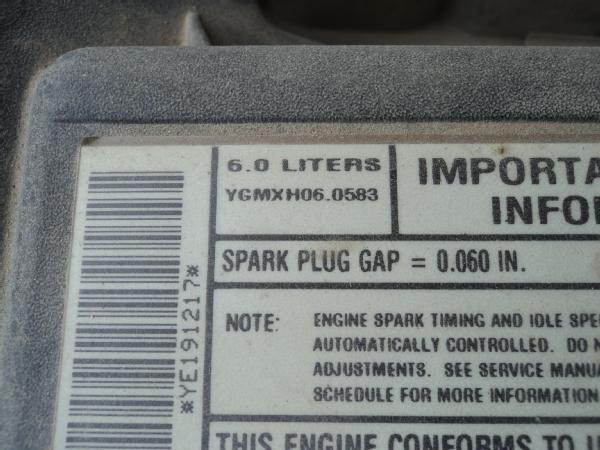 6.0 LITERS
YGMXH06.0583
IMPORTA
INFO
SPARK PLUG GAP = 0.060 IN.
NOTE: ENGINE SPARK TIMING AND IDLE SPE
AUTOMATICALLY CONTROLLED. DO N
ADJUSTMENTS. SEE SERVICE MANUA
SCHEDULE FOR MORE INFORMATION
THIS ENGINE CONFORMS TO U
*YE191217*